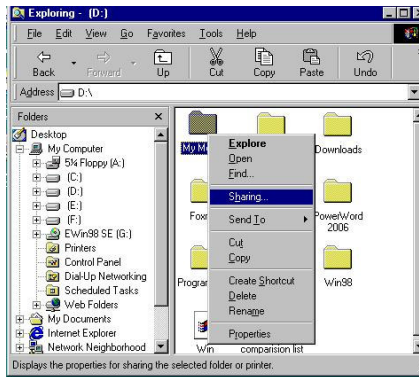 Exploring - (D:)
File Edit View Go Favorites Tools Help
Back Forward Up Cut Copy Paste Undo
Address D:\
Folders
Desktop
My Computer
5¼ Floppy (A:)
(C:)
(D:)
(E:)
(F:)
EWin98 SE (G:)
Printers
Control Panel
Dial-Up Networking
Scheduled Tasks
Web Folders
My Documents
Internet Explorer
Network Neighborhood
My M
Downloads
Foxm
PowerWord
2006
Program
Win98
Win
comparision list
Explore
Open
Find...
Sharing...
Send To
Cut
Copy
Create Shortcut
Delete
Rename
Properties
Displays the properties for sharing the selected folder or printer.